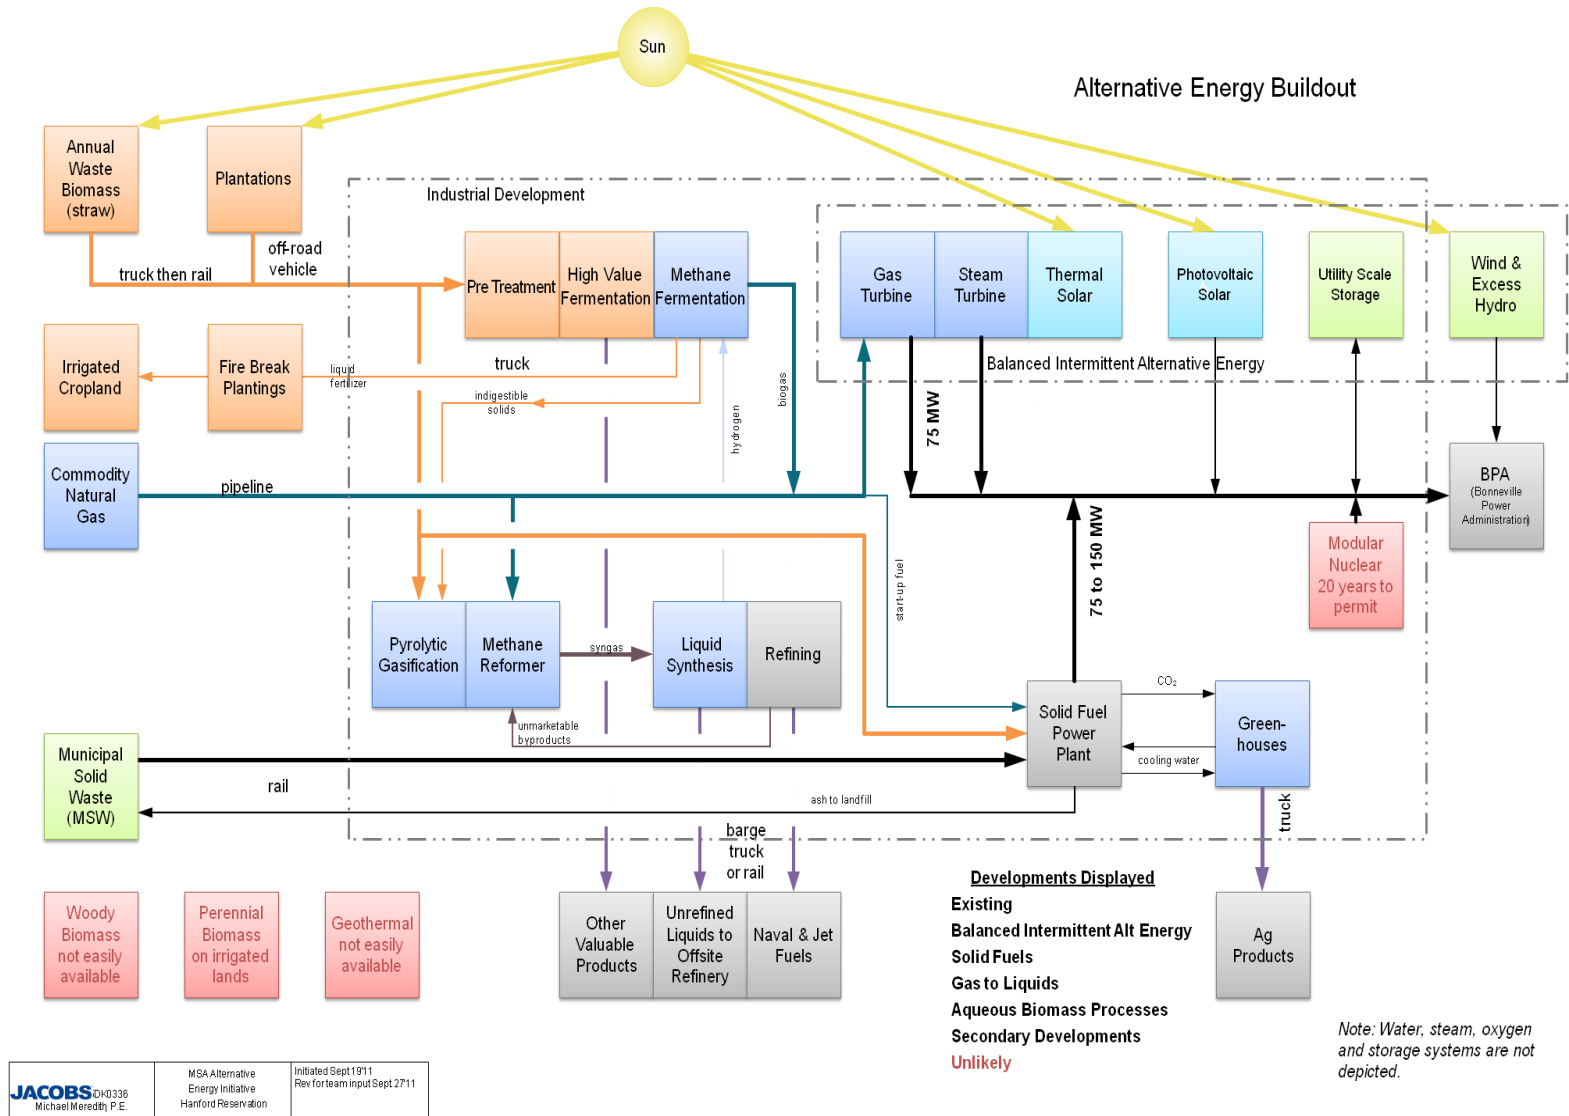 Sun
Alternative Energy Buildout
Annual
Waste
Biomass
(straw)
Plantations
Industrial Development
off-road
vehicle
truck then rail
Pre Treatment
High Value
Fermentation
Methane
Fermentation
Gas
Turbine
Steam
Turbine
Thermal
Solar
Photovoltaic
Solar
Utility Scale
Storage
Wind &
Excess
Hydro
Balanced Intermittent Alternative Energy
Irrigated
Cropland
Fire Break
Plantings
liquid
fertilizer
truck
indigestible
solids
hydrogen
biogas
75 MW
Commodity
Natural
Gas
pipeline
BPA
(Bonneville
Power
Administration)
Modular
Nuclear
20 years to
permit
start-up fuel
75 to 150 MW
Pyrolytic
Gasification
Methane
Reformer
syngas
Liquid
Synthesis
Refining
unmarketable
byproducts
Solid Fuel
Power
Plant
CO₂
cooling water
Green-
houses
Municipal
Solid
Waste
(MSW)
rail
ash to landfill
truck
barge
truck
or rail
Woody
Biomass
not easily
available
Perennial
Biomass
on irrigated
lands
Geothermal
not easily
available
Other
Valuable
Products
Unrefined
Liquids to
Offsite
Refinery
Naval & Jet
Fuels
Developments Displayed
Existing
Balanced Intermittent Alt Energy
Solid Fuels
Gas to Liquids
Aqueous Biomass Processes
Secondary Developments
Unlikely
Ag
Products
Note: Water, steam, oxygen
and storage systems are not
depicted.
JACOBS DK0336
Michael Meredith, P.E.
MSA Alternative
Energy Initiative
Hanford Reservation
Initiated Sept 19'11
Rev for team input Sept 27'11